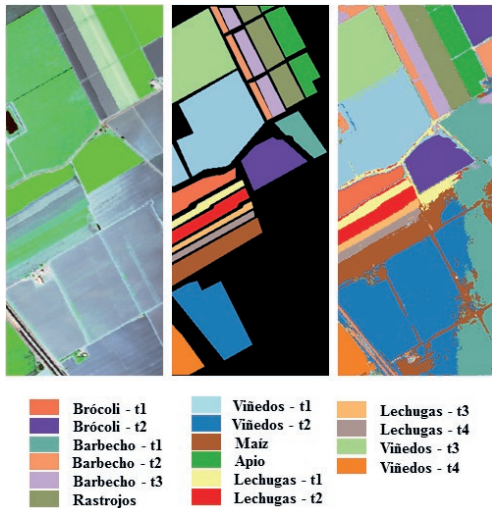 Brócoli - t1
Brócoli - t2
Barbecho - t1
Barbecho - t2
Barbecho - t3
Rastrojos
Viñedos - t1
Viñedos - t2
Maíz
Apio
Lechugas - t1
Lechugas - t2
Lechugas - t3
Lechugas - t4
Viñedos - t3
Viñedos - t4